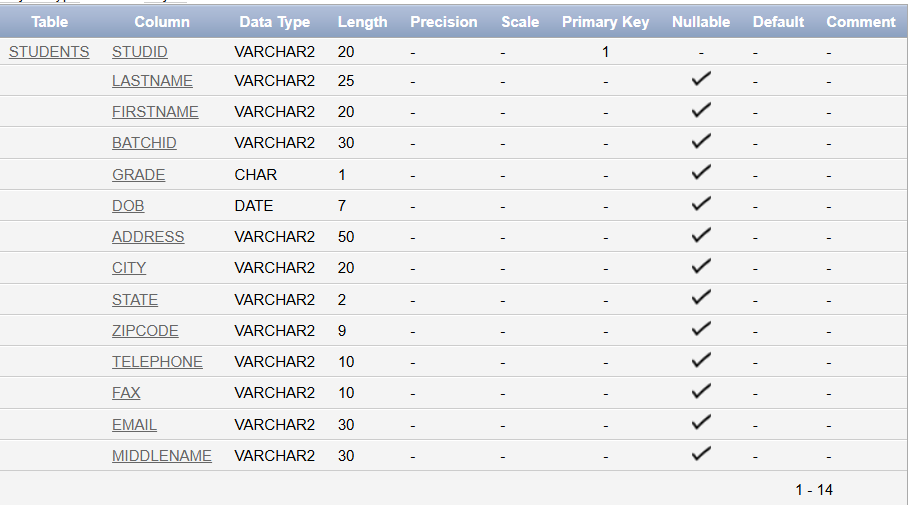 Table Column Data Type Length Precision Scale Primary Key Nullable Default Comment
STUDENTS STUDID VARCHAR2 20 - - 1 - - -
LASTNAME VARCHAR2 25 - - - ✓ - -
FIRSTNAME VARCHAR2 20 - - - ✓ - -
BATCHID VARCHAR2 30 - - - ✓ - -
GRADE CHAR 1 - - - ✓ - -
DOB DATE 7 - - - ✓ - -
ADDRESS VARCHAR2 50 - - - ✓ - -
CITY VARCHAR2 20 - - - ✓ - -
STATE VARCHAR2 2 - - - ✓ - -
ZIPCODE VARCHAR2 9 - - - ✓ - -
TELEPHONE VARCHAR2 10 - - - ✓ - -
FAX VARCHAR2 10 - - - ✓ - -
EMAIL VARCHAR2 30 - - - ✓ - -
MIDDLENAME VARCHAR2 30 - - - ✓ - -
1 - 14